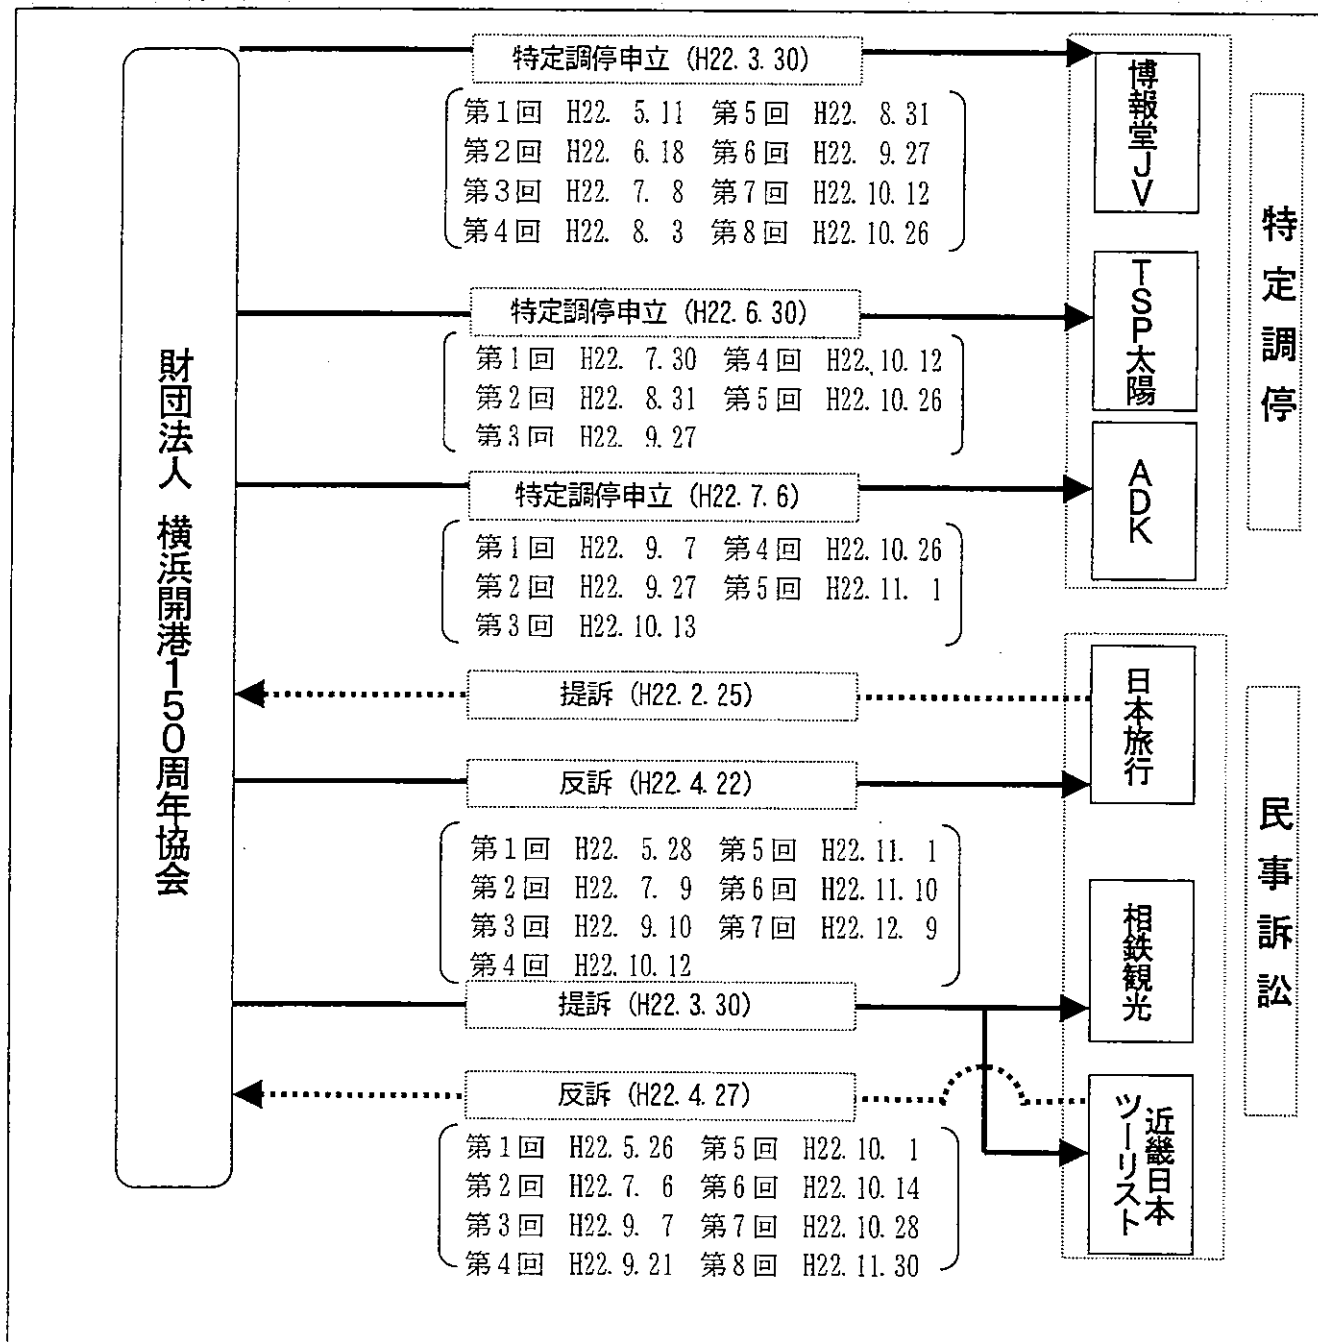 財団法人 横浜開港150周年協会
特定調停申立 (H22. 3. 30)
第1回 H22. 5. 11 第5回 H22. 8. 31
第2回 H22. 6. 18 第6回 H22. 9. 27
第3回 H22. 7. 8 第7回 H22. 10. 12
第4回 H22. 8. 3 第8回 H22. 10. 26
博報堂JV
特定調停申立 (H22. 6. 30)
第1回 H22. 7. 30 第4回 H22. 10. 12
第2回 H22. 8. 31 第5回 H22. 10. 26
第3回 H22. 9. 27
TSP太陽
特定調停申立 (H22. 7. 6)
第1回 H22. 9. 7 第4回 H22. 10. 26
第2回 H22. 9. 27 第5回 H22. 11. 1
第3回 H22. 10. 13
ADK
特定調停
提訴 (H22. 2. 25)
反訴 (H22. 4. 22)
第1回 H22. 5. 28 第5回 H22. 11. 1
第2回 H22. 7. 9 第6回 H22. 11. 10
第3回 H22. 9. 10 第7回 H22. 12. 9
第4回 H22. 10. 12
日本旅行
提訴 (H22. 3. 30)
相鉄観光
反訴 (H22. 4. 27)
第1回 H22. 5. 26 第5回 H22. 10. 1
第2回 H22. 7. 6 第6回 H22. 10. 14
第3回 H22. 9. 7 第7回 H22. 10. 28
第4回 H22. 9. 21 第8回 H22. 11. 30
近畿日本
ツーリスト
民事訴訟